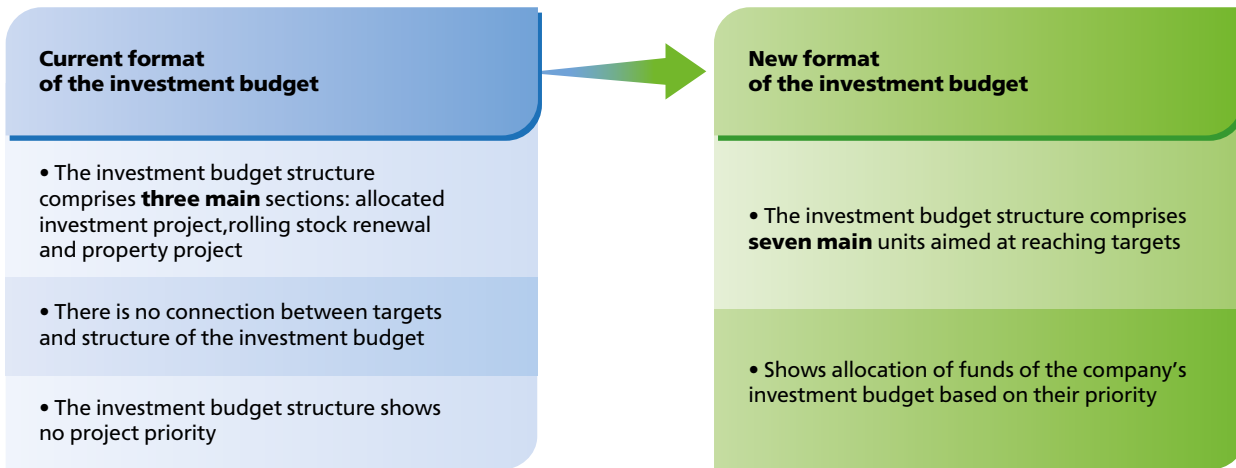 Current format
of the investment budget
• The investment budget structure
comprises three main sections: allocated
investment project,rolling stock renewal
and property project
• There is no connection between targets
and structure of the investment budget
• The investment budget structure shows
no project priority
New format
of the investment budget
• The investment budget structure comprises
seven main units aimed at reaching targets
• Shows allocation of funds of the company’s
investment budget based on their priority